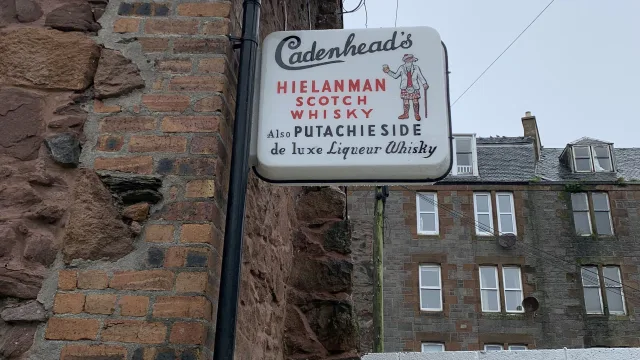 Cadenhead's
HIELANMAN
SCOTCH
WHISKY
Also PUTACHIESIDE
de luxe Liqueur Whisky